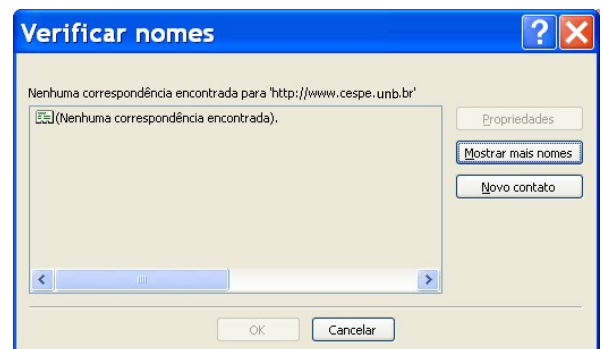 Verificar nomes
Nenhuma correspondência encontrada para 'http://www.cespe.unb.br'
(Nenhuma correspondência encontrada).
Propriedades
Mostrar mais nomes
Novo contato
OK
Cancelar